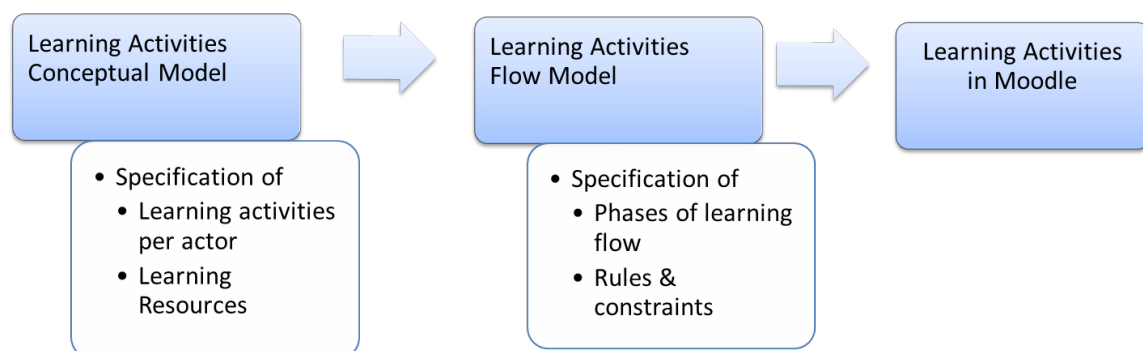 Learning Activities
Conceptual Model
• Specification of
• Learning activities
per actor
• Learning
Resources
Learning Activities
Flow Model
• Specification of
• Phases of learning
flow
• Rules &
constraints
Learning Activities
in Moodle